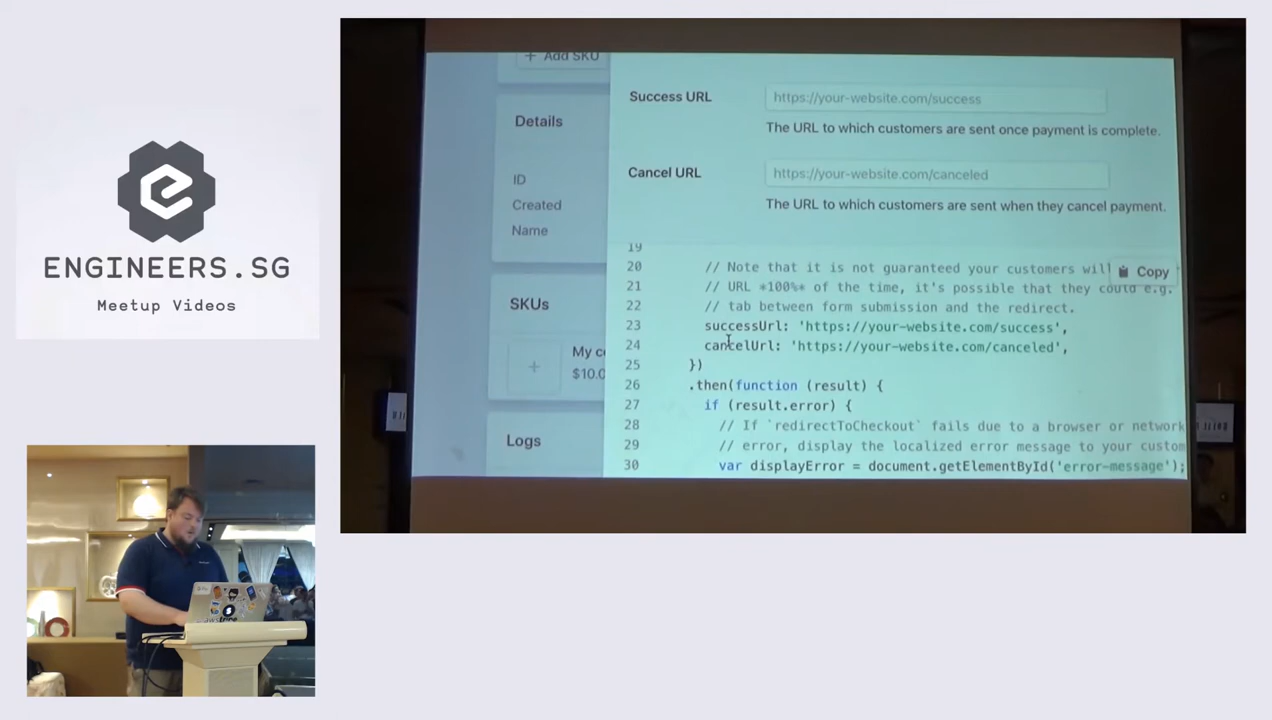 ENGINEERS.SG
Meetup Videos
+ Add SKU
Details
ID
Created
Name
SKUs
+
My
$10.0
Logs
Success URL
https://your-website.com/success
The URL to which customers are sent once payment is complete.
Cancel URL
https://your-website.com/canceled
The URL to which customers are sent when they cancel payment.
Copy
19
20 // Note that it is not guaranteed your customers will
21 // URL *100%* of the time, it's possible that they could e.g.
22 // tab between form submission and the redirect.
23 successUrl: 'https://your-website.com/success',
24 cancelUrl: 'https://your-website.com/canceled',
25 })
26 .then(function (result) {
27 if (result.error) {
28 // If `redirectToCheckout` fails due to a browser or network
29 // error, display the localized error message to your custom
30 var displayError = document.getElementById('error-message');